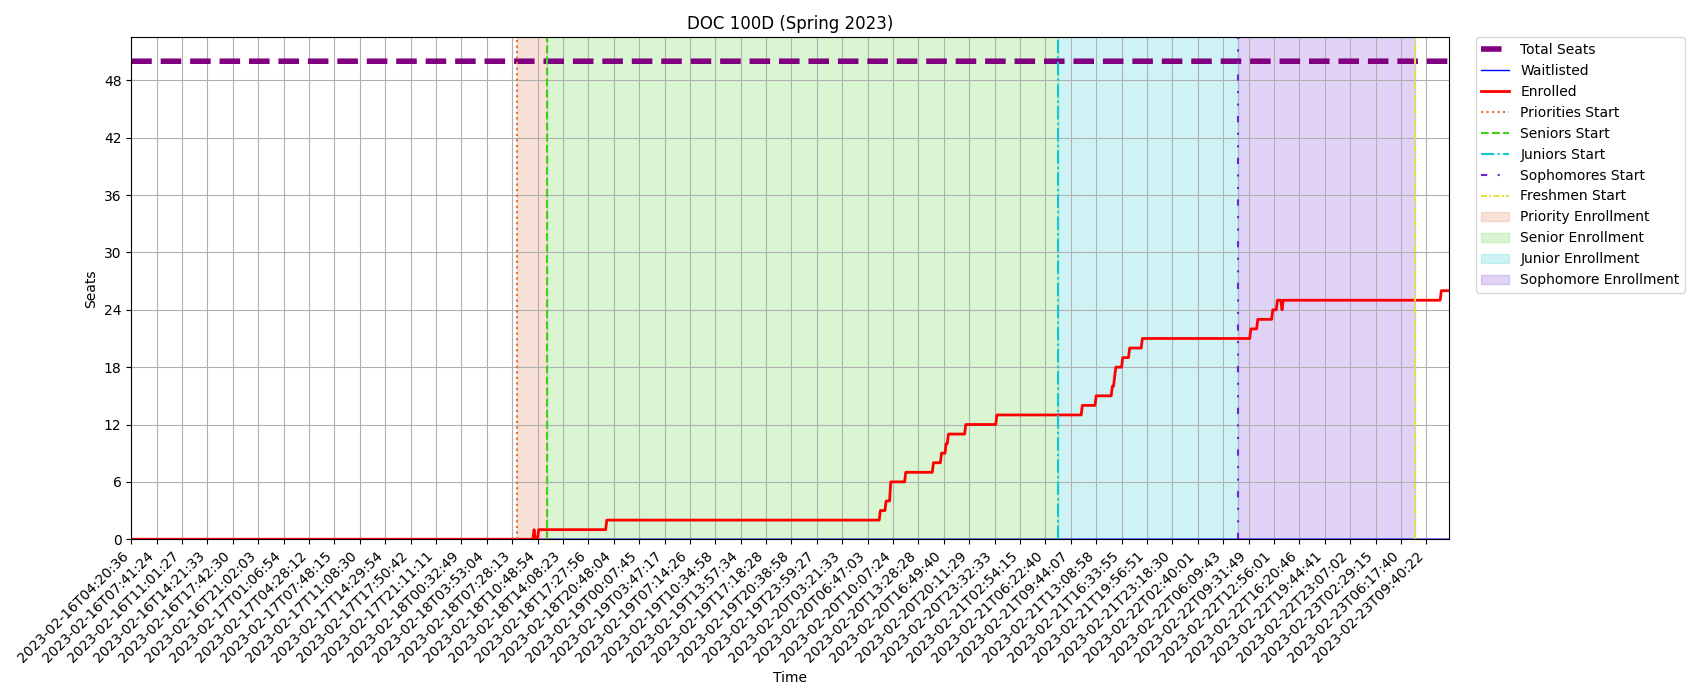 DOC 100D (Spring 2023)
Total Seats
Waitlisted
Enrolled
Priorities Start
Seniors Start
Juniors Start
Sophomores Start
Freshmen Start
Priority Enrollment
Senior Enrollment
Junior Enrollment
Sophomore Enrollment
Seats
48
42
36
30
24
18
12
6
0
2023-02-16T04:20:36
2023-02-16T07:41:24
2023-02-16T11:01:27
2023-02-16T14:21:33
2023-02-16T17:42:30
2023-02-16T21:02:03
2023-02-17T01:06:54
2023-02-17T04:28:12
2023-02-17T07:48:15
2023-02-17T11:08:30
2023-02-17T14:29:54
2023-02-17T17:50:42
2023-02-17T21:11:11
2023-02-18T00:32:49
2023-02-18T03:53:04
2023-02-18T07:28:13
2023-02-18T10:48:54
2023-02-18T14:08:23
2023-02-18T17:27:56
2023-02-18T20:48:04
2023-02-19T00:07:45
2023-02-19T03:47:17
2023-02-19T07:14:26
2023-02-19T10:34:58
2023-02-19T13:57:34
2023-02-19T17:18:28
2023-02-19T20:38:58
2023-02-19T23:59:27
2023-02-20T03:21:33
2023-02-20T06:47:03
2023-02-20T10:07:24
2023-02-20T13:28:28
2023-02-20T16:49:40
2023-02-20T20:11:29
2023-02-20T23:32:33
2023-02-21T02:54:15
2023-02-21T06:22:40
2023-02-21T09:44:07
2023-02-21T13:08:58
2023-02-21T16:33:55
2023-02-21T19:56:51
2023-02-21T23:18:30
2023-02-22T02:40:01
2023-02-22T06:09:43
2023-02-22T09:31:49
2023-02-22T12:56:01
2023-02-22T16:20:46
2023-02-22T19:44:41
2023-02-22T23:07:02
2023-02-23T02:29:15
2023-02-23T06:17:40
2023-02-23T09:40:22
Time